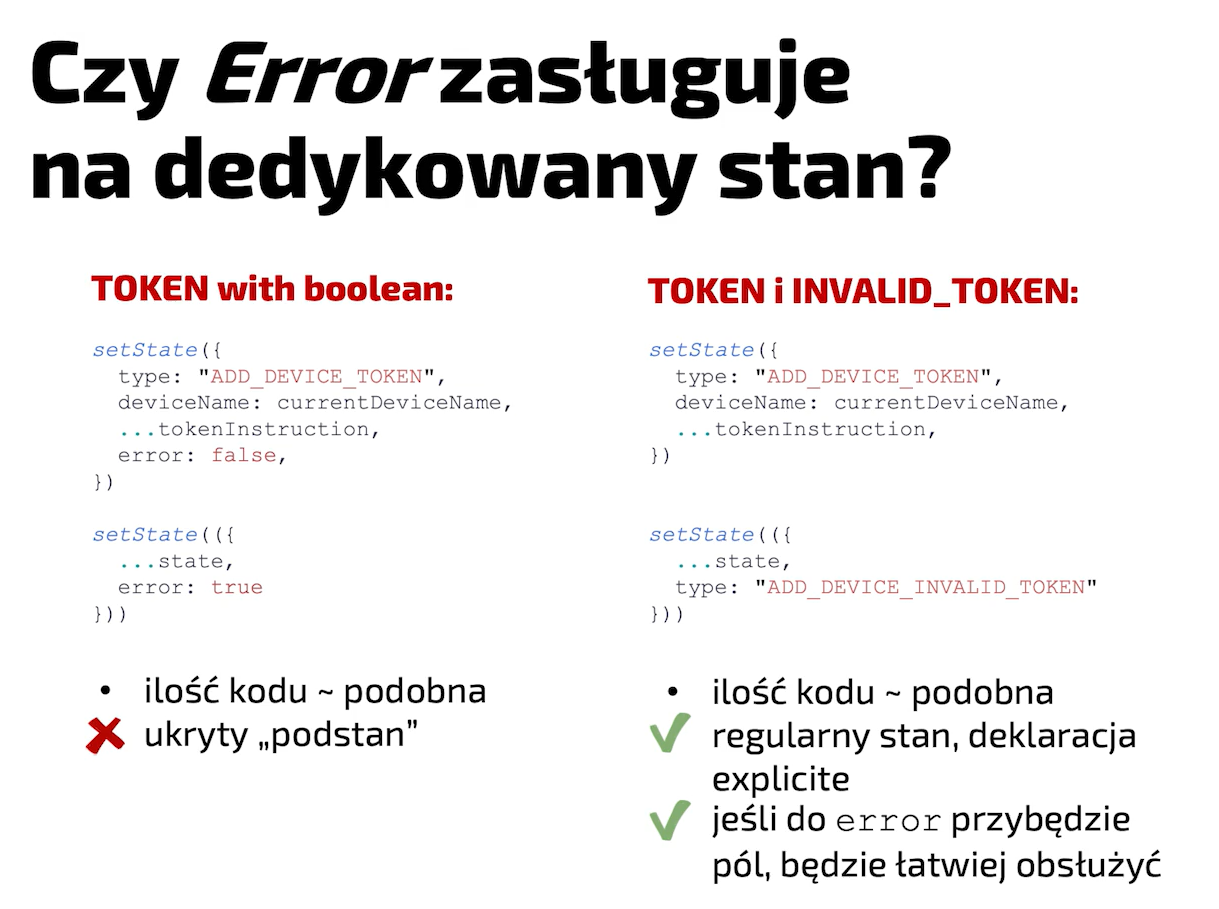 Czy Error zasługuje
na dedykowany stan?
TOKEN with boolean:
setState({
  type: "ADD_DEVICE_TOKEN",
  deviceName: currentDeviceName,
  ...tokenInstruction,
  error: false,
})
setState(({
  ...state,
  error: true
}))
• ilość kodu ~ podobna
❌ ukryty „podstan”
TOKEN i INVALID_TOKEN:
setState({
  type: "ADD_DEVICE_TOKEN",
  deviceName: currentDeviceName,
  ...tokenInstruction,
})
setState(({
  ...state,
  type: "ADD_DEVICE_INVALID_TOKEN"
}))
• ilość kodu ~ podobna
✓ regularny stan, deklaracja
explicite
✓ jeśli do error przybędzie
pól, będzie łatwiej obsłużyć